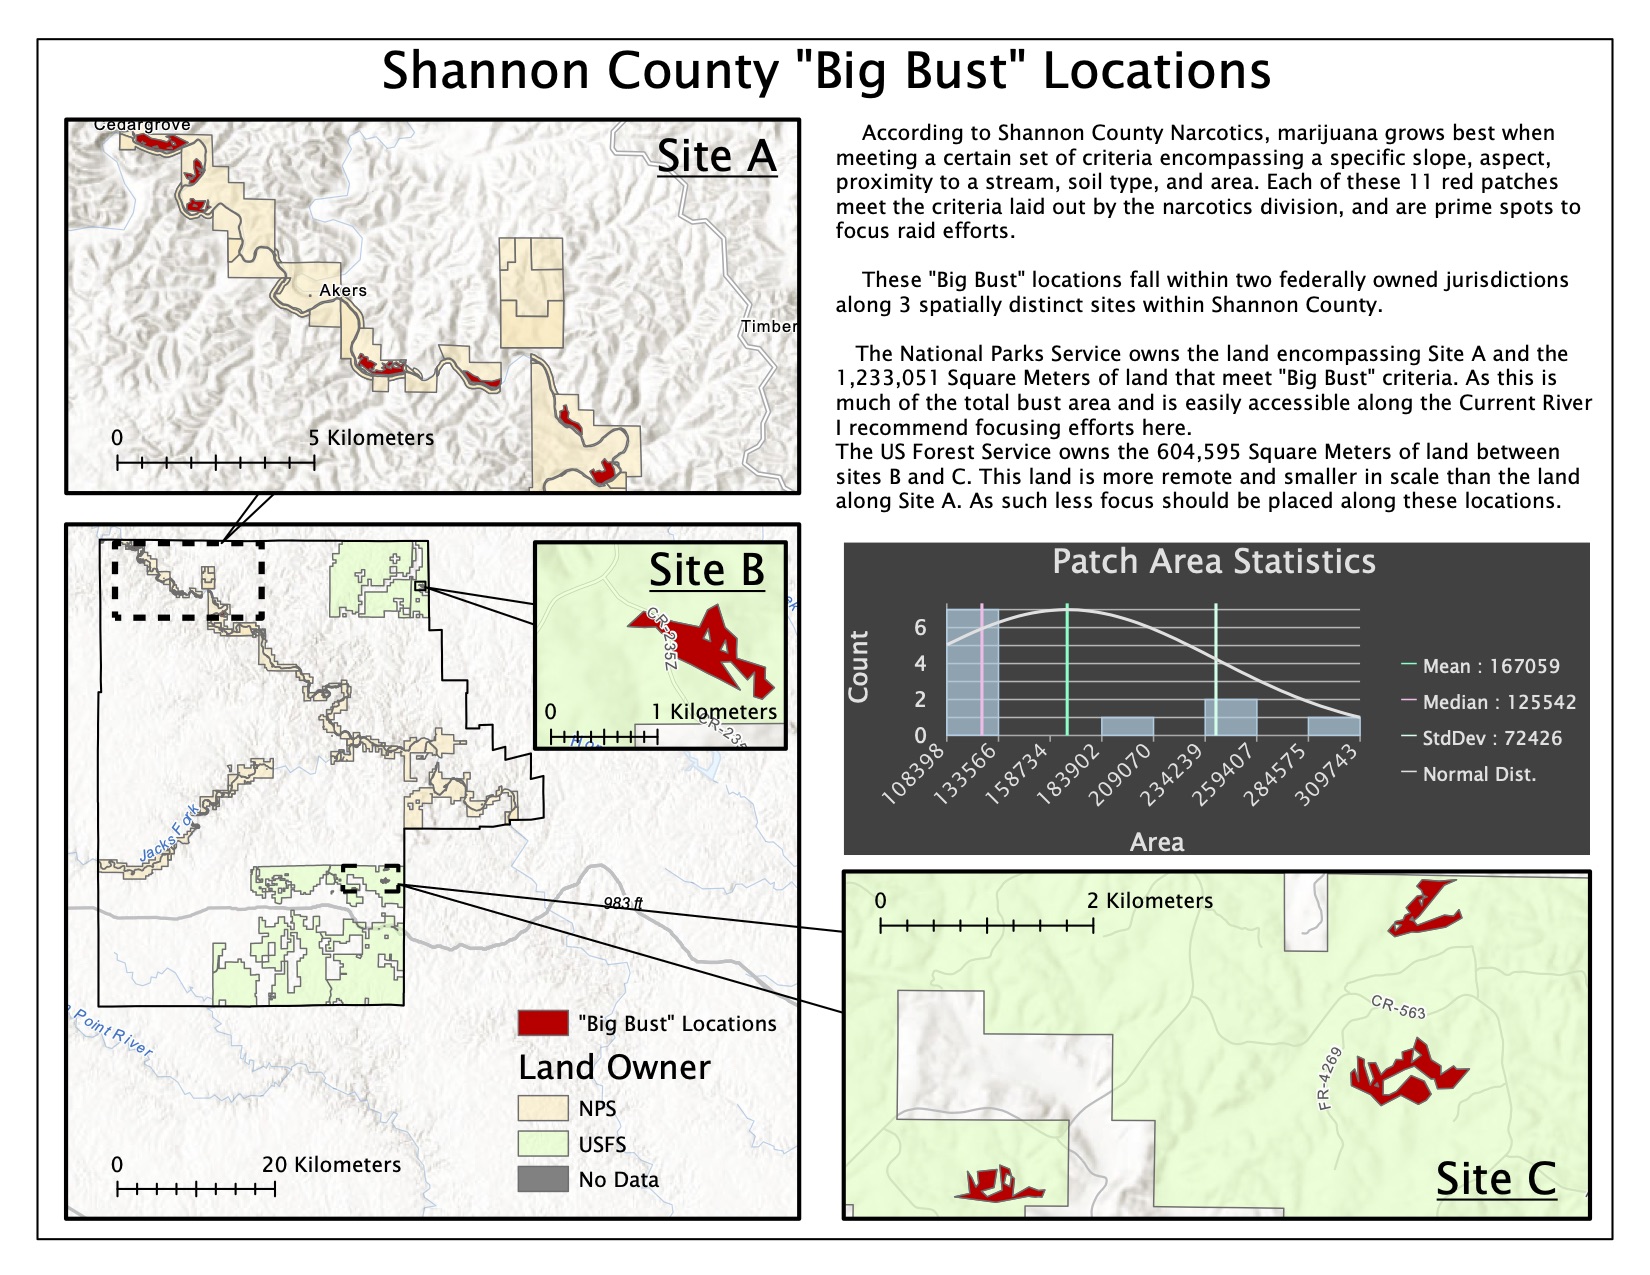 Shannon County "Big Bust" Locations
Cedargrove
Site A
Akers
Timber
0 5 Kilometers
According to Shannon County Narcotics, marijuana grows best when
meeting a certain set of criteria encompassing a specific slope, aspect,
proximity to a stream, soil type, and area. Each of these 11 red patches
meet the criteria laid out by the narcotics division, and are prime spots to
focus raid efforts.
These "Big Bust" locations fall within two federally owned jurisdictions
along 3 spatially distinct sites within Shannon County.
The National Parks Service owns the land encompassing Site A and the
1,233,051 Square Meters of land that meet "Big Bust" criteria. As this is
much of the total bust area and is easily accessible along the Current River
I recommend focusing efforts here.
The US Forest Service owns the 604,595 Square Meters of land between
sites B and C. This land is more remote and smaller in scale than the land
along Site A. As such less focus should be placed along these locations.
Site B
CR-235Z
0 1 Kilometers
CR-235
Jacks Fork
983 ft
Point River
"Big Bust" Locations
Land Owner
NPS
USFS
No Data
0 20 Kilometers
Patch Area Statistics
Count
6
4
2
0
108398
133566
158734
183902
209070
234239
259407
284575
309743
Area
Mean : 167059
Median : 125542
StdDev : 72426
Normal Dist.
0 2 Kilometers
CR-563
FR-4269
Site C